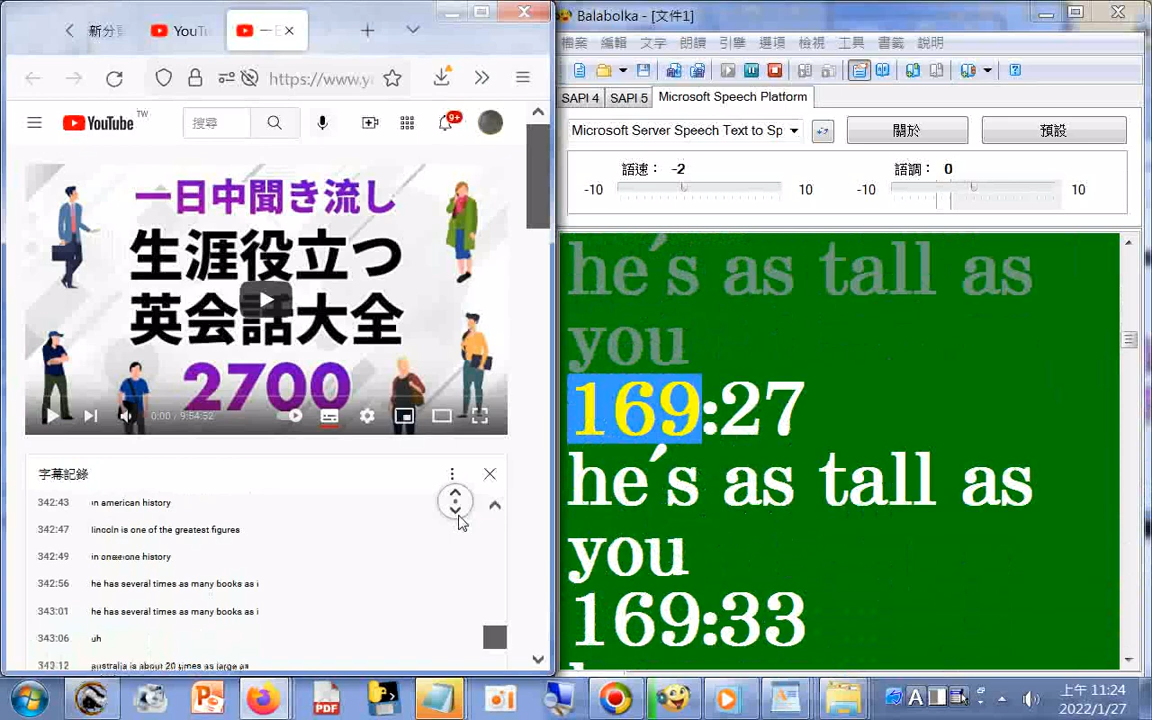 新分
YouTu
一 E
https://www.y
TW
YouTube
搜尋
9+
一日中聞き流し
生涯役立つ
英会話大全
2700
0:00 / 9:54:52
字幕記錄
342:43 in american history
342:47 lincoln is one of the greatest figures
342:49 in american history
342:56 he has several times as many books as i
343:01 he has several times as many books as i
343:06 uh
343:12 australia is about 20 times as large as
Balabolka - [文件1]
檔案 編輯 文字 朗讀 引擎 選項 檢視 工具 書籤 說明
SAPI 4 SAPI 5 Microsoft Speech Platform
Microsoft Server Speech Text to Sp
關於
預設
語速： -2
-10 10
語調： 0
-10 10
he's as tall as
you
169:27
he's as tall as
you
169:33
PDF
A
上午 11:24
2022/1/27